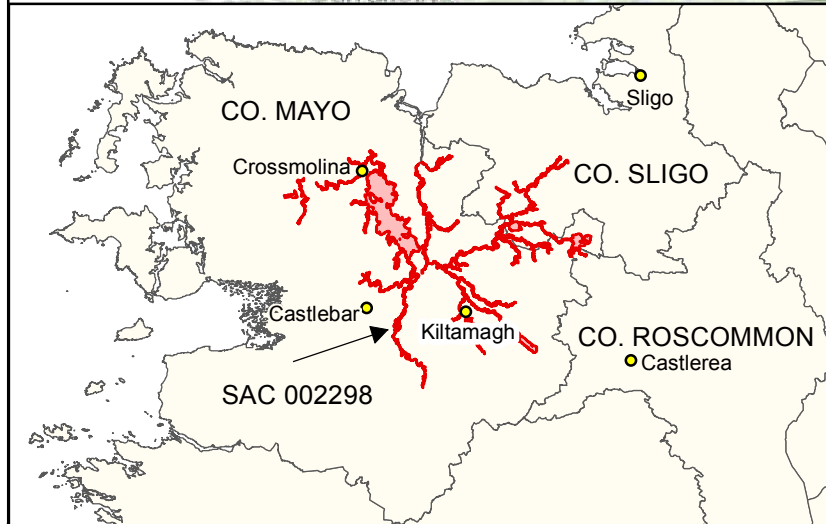 Sligo
CO. MAYO
Crossmolina
CO. SLIGO
Castlebar
Kiltamagh
CO. ROSCOMMON
Castlerea
SAC 002298